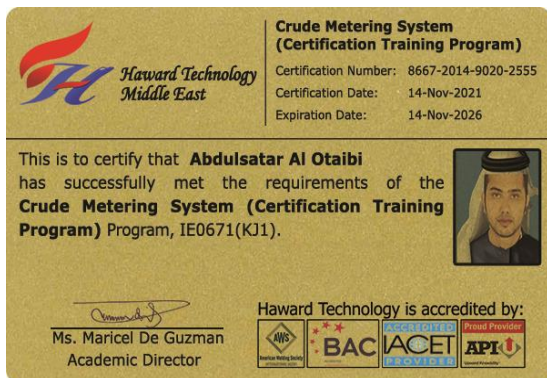 Haward Technology
Middle East
Crude Metering System
(Certification Training Program)
Certification Number: 8667-2014-9020-2555
Certification Date: 14-Nov-2021
Expiration Date: 14-Nov-2026
This is to certify that Abdulsatar Al Otaibi
has successfully met the requirements of the
Crude Metering System (Certification Training
Program) Program, IE0671(KJ1).
Ms. Maricel De Guzman
Academic Director
Haward Technology is accredited by:
AWS
American Welding Society
BAC
ACCREDITED
IACET
PROVIDER
Proud Provider
API